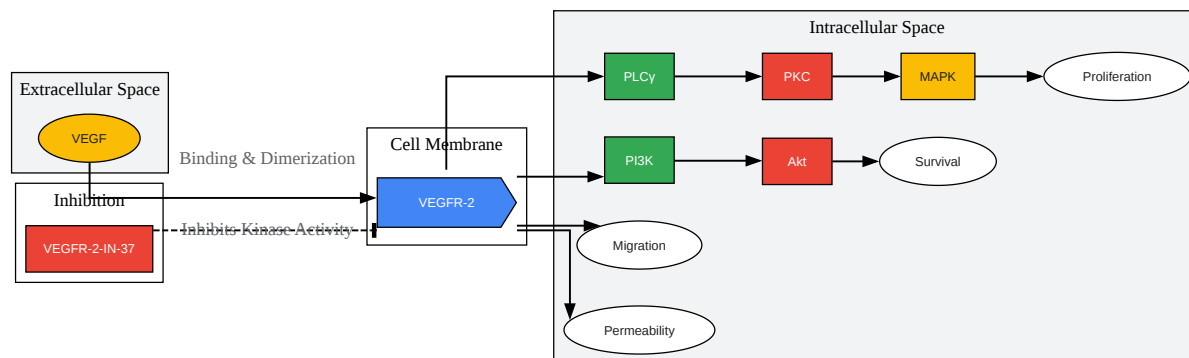 Intracellular Space
PLCγ
PKC
MAPK
Proliferation
Extracellular Space
VEGF
Binding & Dimerization
Cell Membrane
PI3K
Akt
Survival
Inhibition
VEGFR-2
VEGFR-2-IN-37
Inhibits Kinase Activity
Migration
Permeability